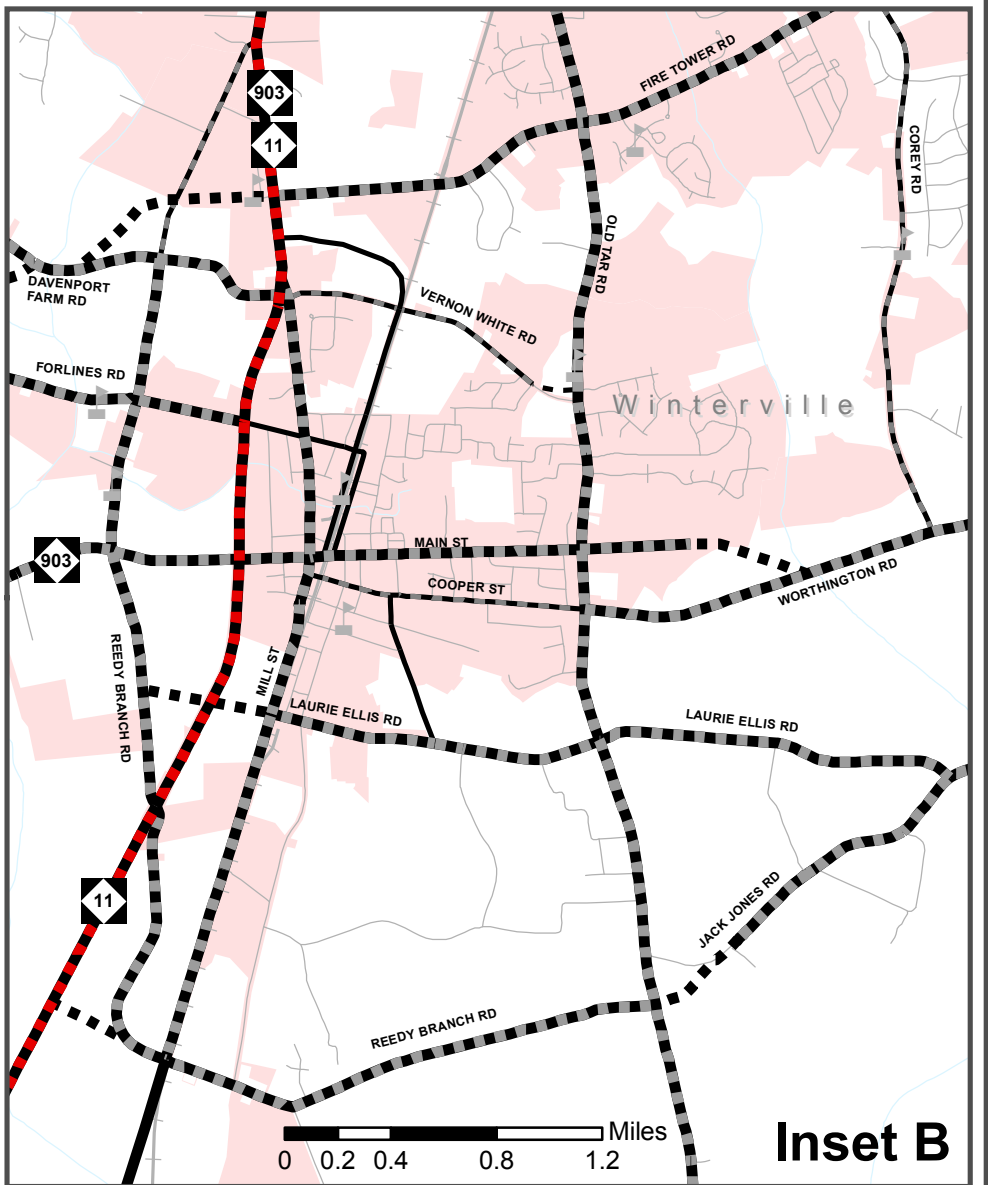 903
11
FIRE TOWER RD
COREY RD
OLD TAR RD
DAVENPORT
FARM RD
VERNON WHITE RD
FORLINES RD
Winterville
903
MAIN ST
COOPER ST
WORTHINGTON RD
REEDY BRANCH RD
MILL ST
LAURIE ELLIS RD
LAURIE ELLIS RD
11
JACK JONES RD
REEDY BRANCH RD
Miles
0 0.2 0.4 0.8 1.2
Inset B